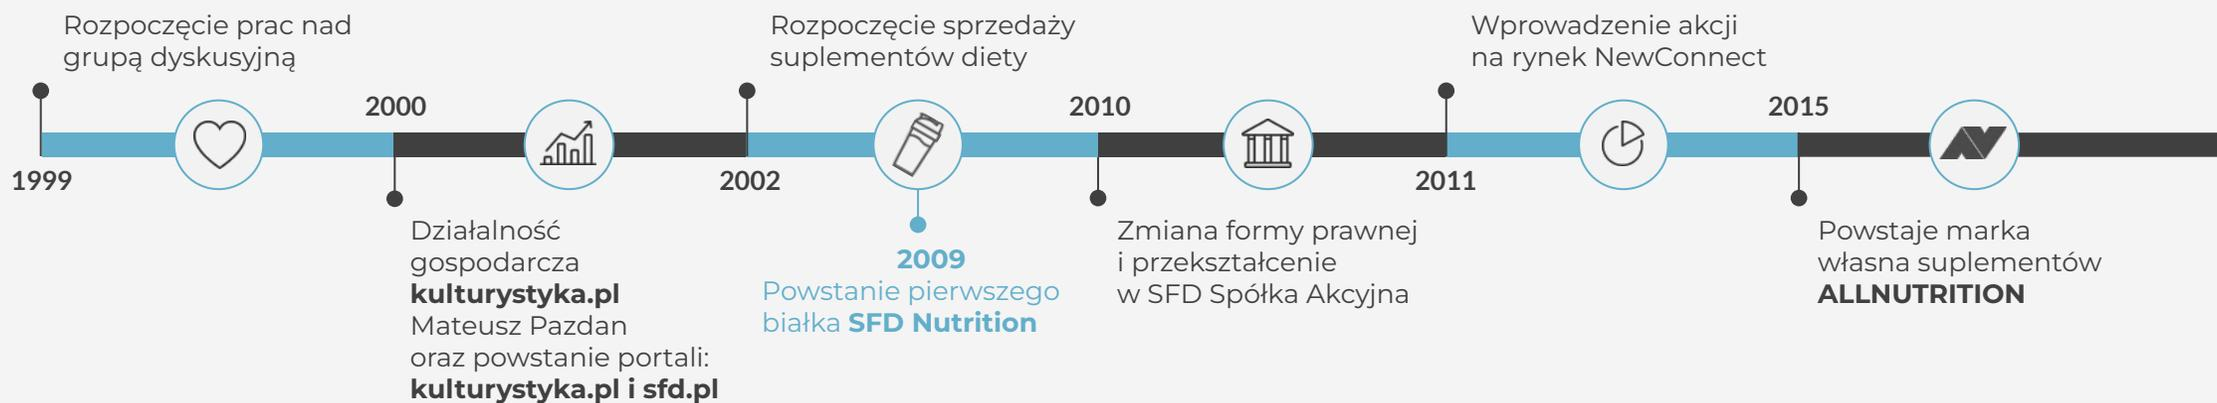 Rozpoczęcie prac nad
grupą dyskusyjną
1999
2000
Działalność
gospodarcza
kulturystyka.pl
Mateusz Pazdan
oraz powstanie portali:
kulturystyka.pl i sfd.pl
Rozpoczęcie sprzedaży
suplementów diety
2002
2009
Powstanie pierwszego
białka SFD Nutrition
2010
Zmiana formy prawnej
i przekształcenie
w SFD Spółka Akcyjna
Wprowadzenie akcji
na rynek NewConnect
2011
2015
Powstaje marka
własna suplementów
ALLNUTRITION